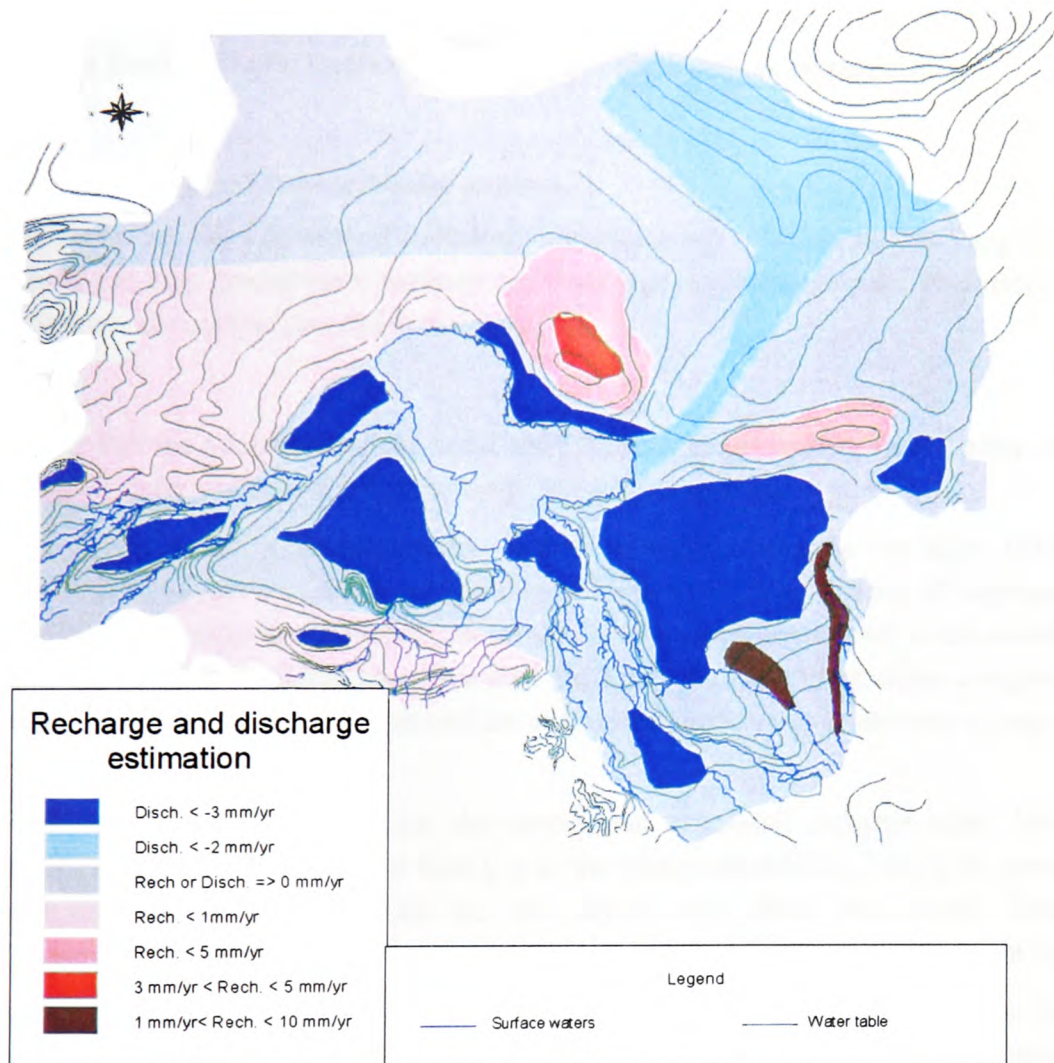 N
Recharge and discharge
estimation
Disch. < -3 mm/yr
Disch. < -2 mm/yr
Rech or Disch. => 0 mm/yr
Rech. < 1mm/yr
Rech. < 5 mm/yr
3 mm/yr < Rech. < 5 mm/yr
1 mm/yr< Rech. < 10 mm/yr
Legend
Surface waters
Water table